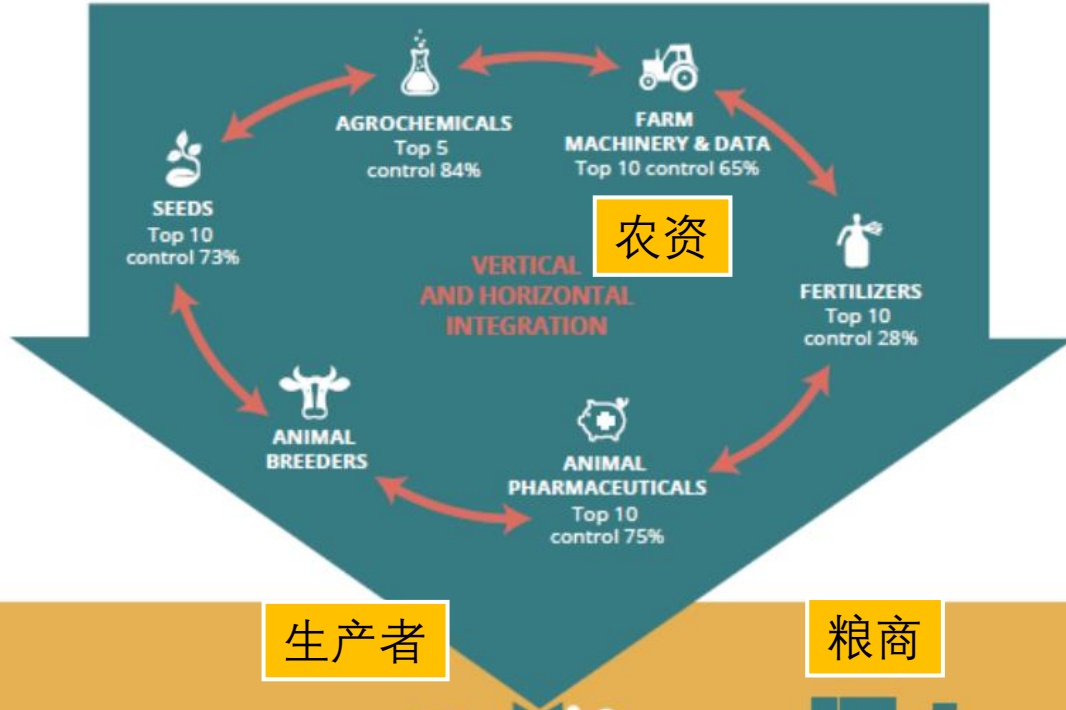 AGROCHEMICALS
Top 5
control 84%
FARM
MACHINERY & DATA
Top 10 control 65%
SEEDS
Top 10
control 73%
农资
VERTICAL
AND HORIZONTAL
INTEGRATION
FERTILIZERS
Top 10
control 28%
ANIMAL
BREEDERS
ANIMAL
PHARMACEUTICALS
Top 10
control 75%
生产者
粮商